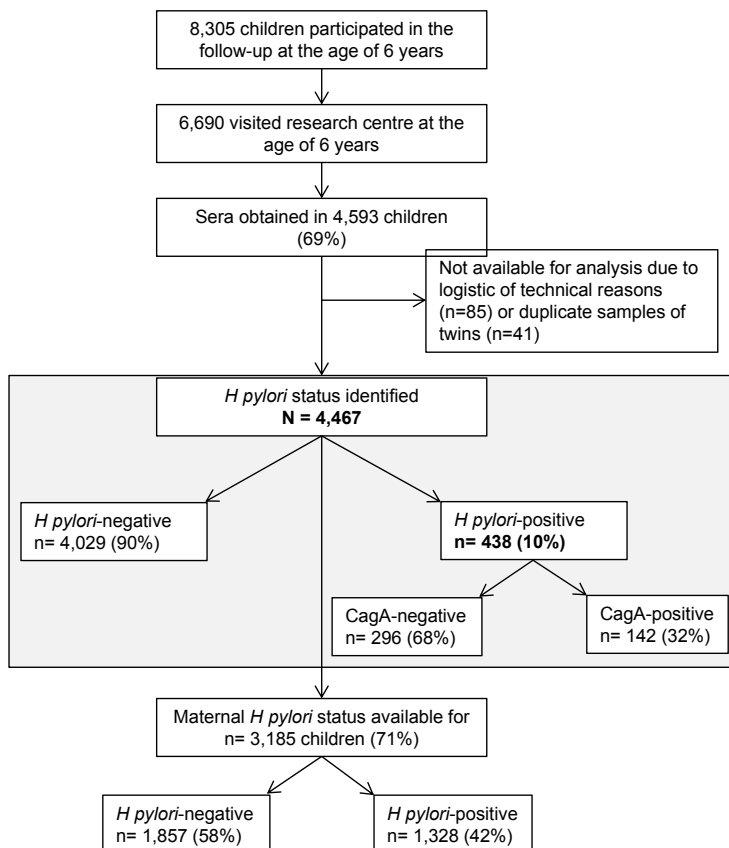 8,305 children participated in the
follow-up at the age of 6 years
6,690 visited research centre at the
age of 6 years
Sera obtained in 4,593 children
(69%)
Not available for analysis due to
logistic of technical reasons
(n=85) or duplicate samples of
twins (n=41)
H pylori status identified
N = 4,467
H pylori-negative
n= 4,029 (90%)
H pylori-positive
n= 438 (10%)
CagA-negative
n= 296 (68%)
CagA-positive
n= 142 (32%)
Maternal H pylori status available for
n= 3,185 children (71%)
H pylori-negative
n= 1,857 (58%)
H pylori-positive
n= 1,328 (42%)